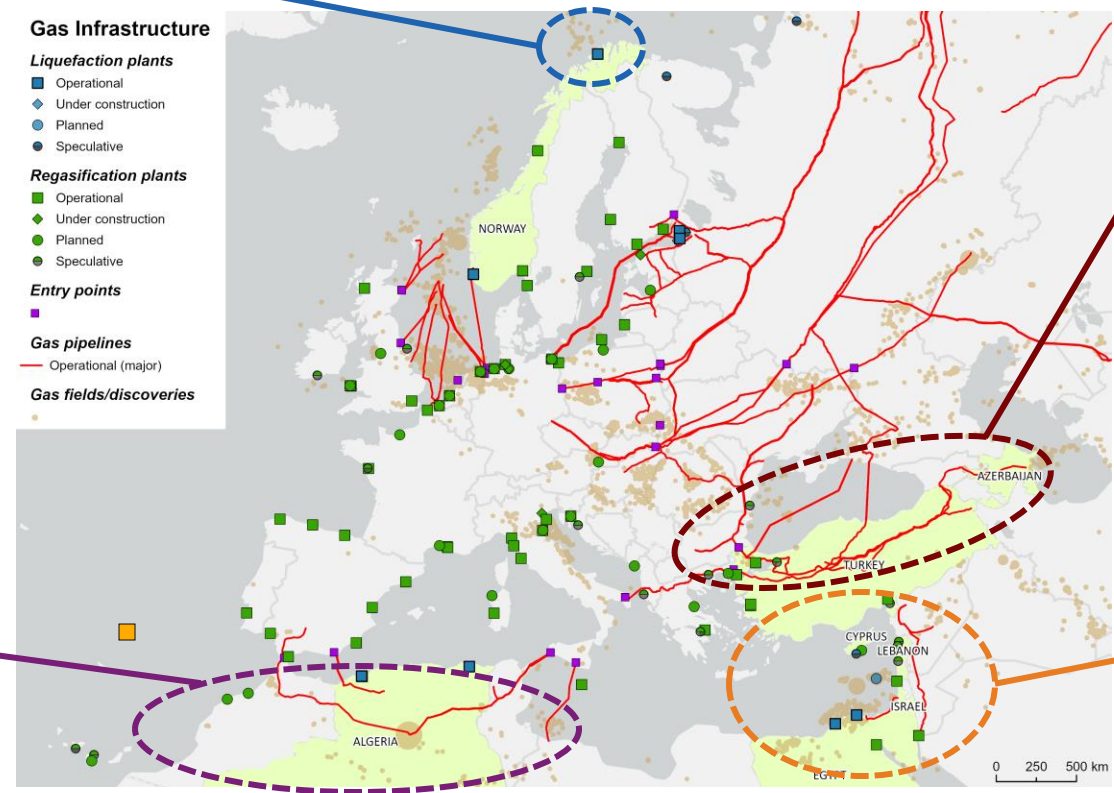 Gas Infrastructure
Liquefaction plants
Operational
Under construction
Planned
Speculative
Regasification plants
Operational
Under construction
Planned
Speculative
Entry points
Gas pipelines
Operational (major)
Gas fields/discoveries
NORWAY
AZERBAIJAN
TURKEY
CYPRUS
LEBANON
ISRAEL
ALGERIA
EGYPT
0 250 500 km